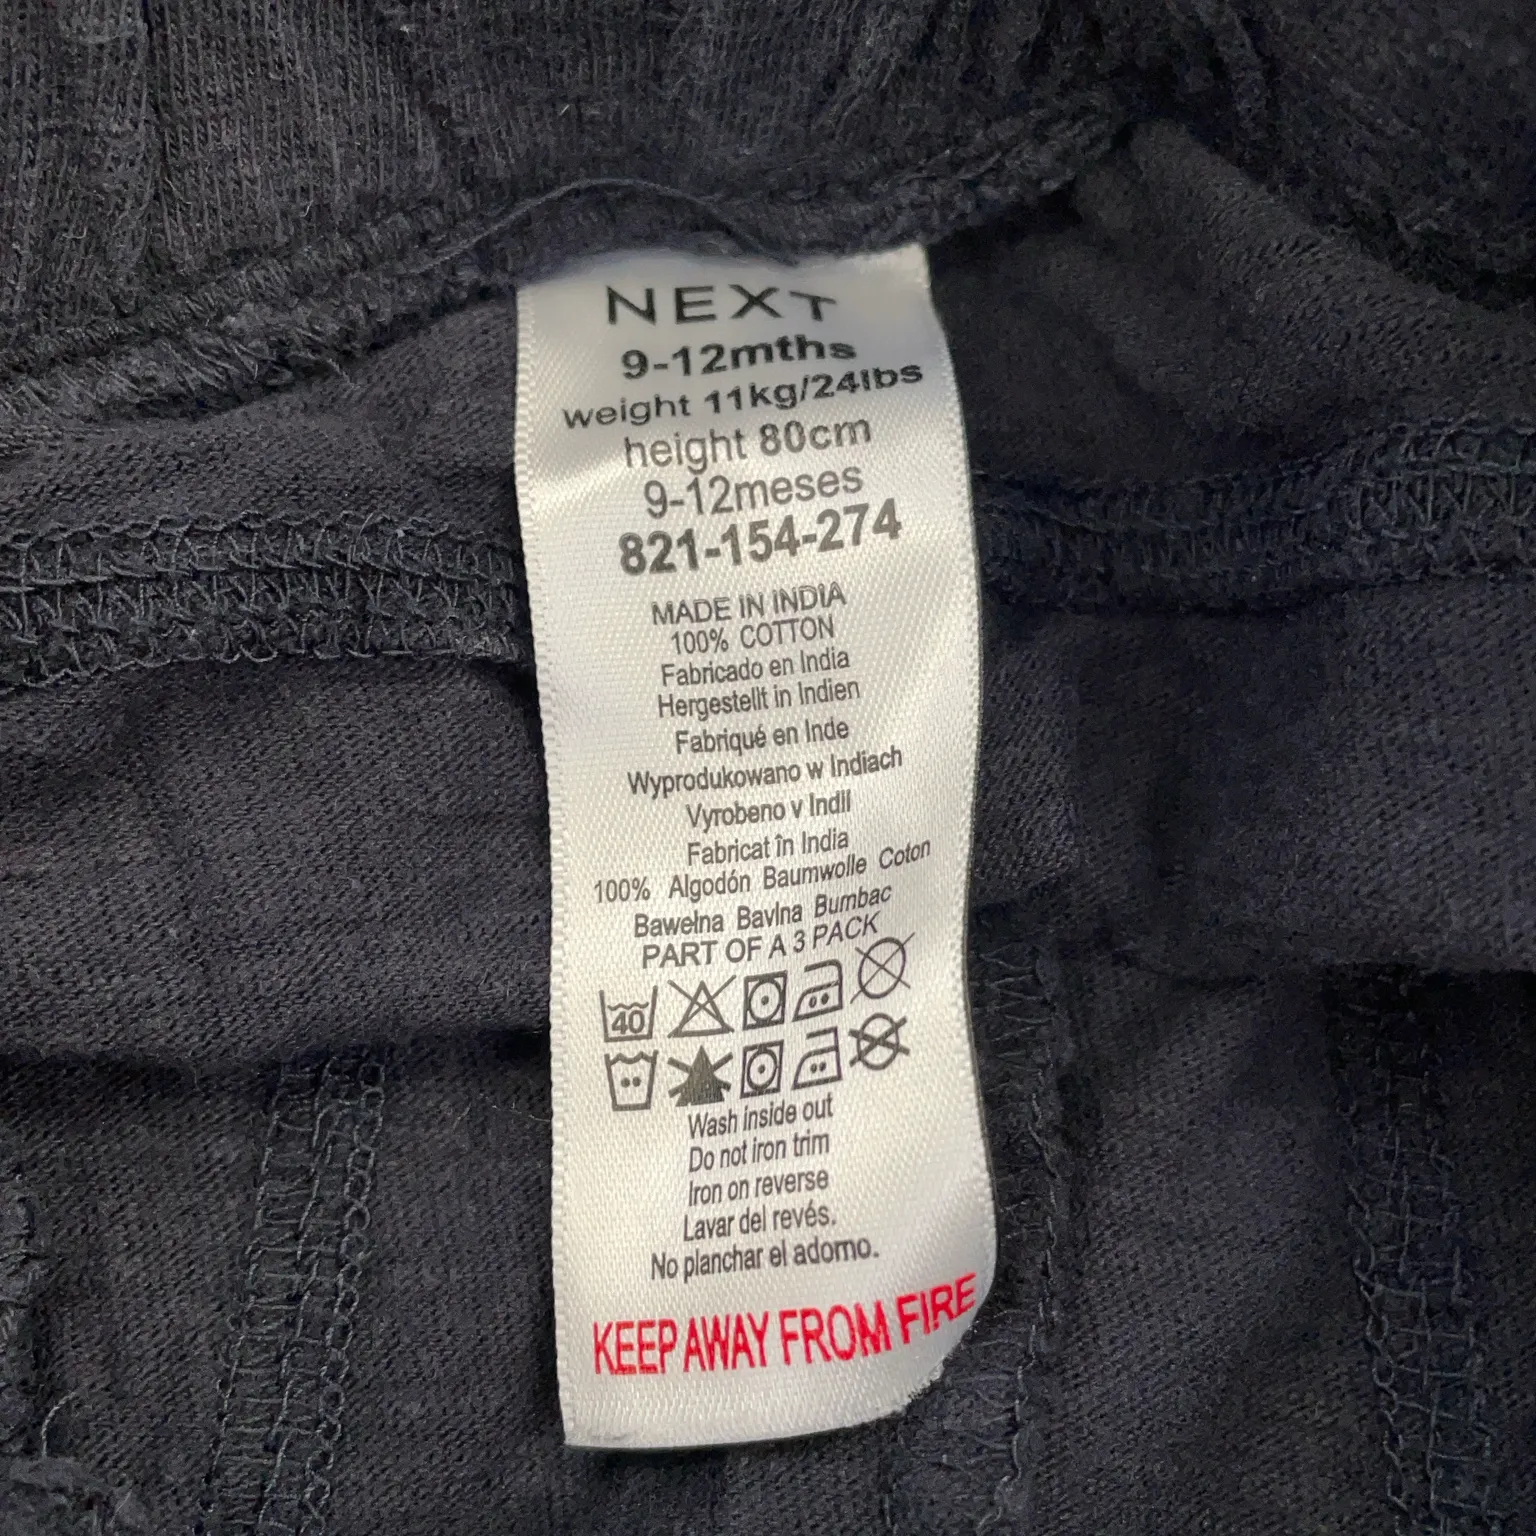 NEXT
9-12mths
weight 11kg/24lbs
height 80cm
9-12meses
821-154-274
MADE IN INDIA
100% COTTON
Fabricado en India
Hergestellt in Indien
Fabriqué en Inde
Wyprodukowano w Indiach
Vyrobeno v Indii
Fabricat în India
100% Algodón Baumwolle Coton
Bawełna Bavlna Bumbac
PART OF A 3 PACK
40
Wash inside out
Do not iron trim
Iron on reverse
Lavar del revés.
No planchar el adorno.
KEEP AWAY FROM FIRE